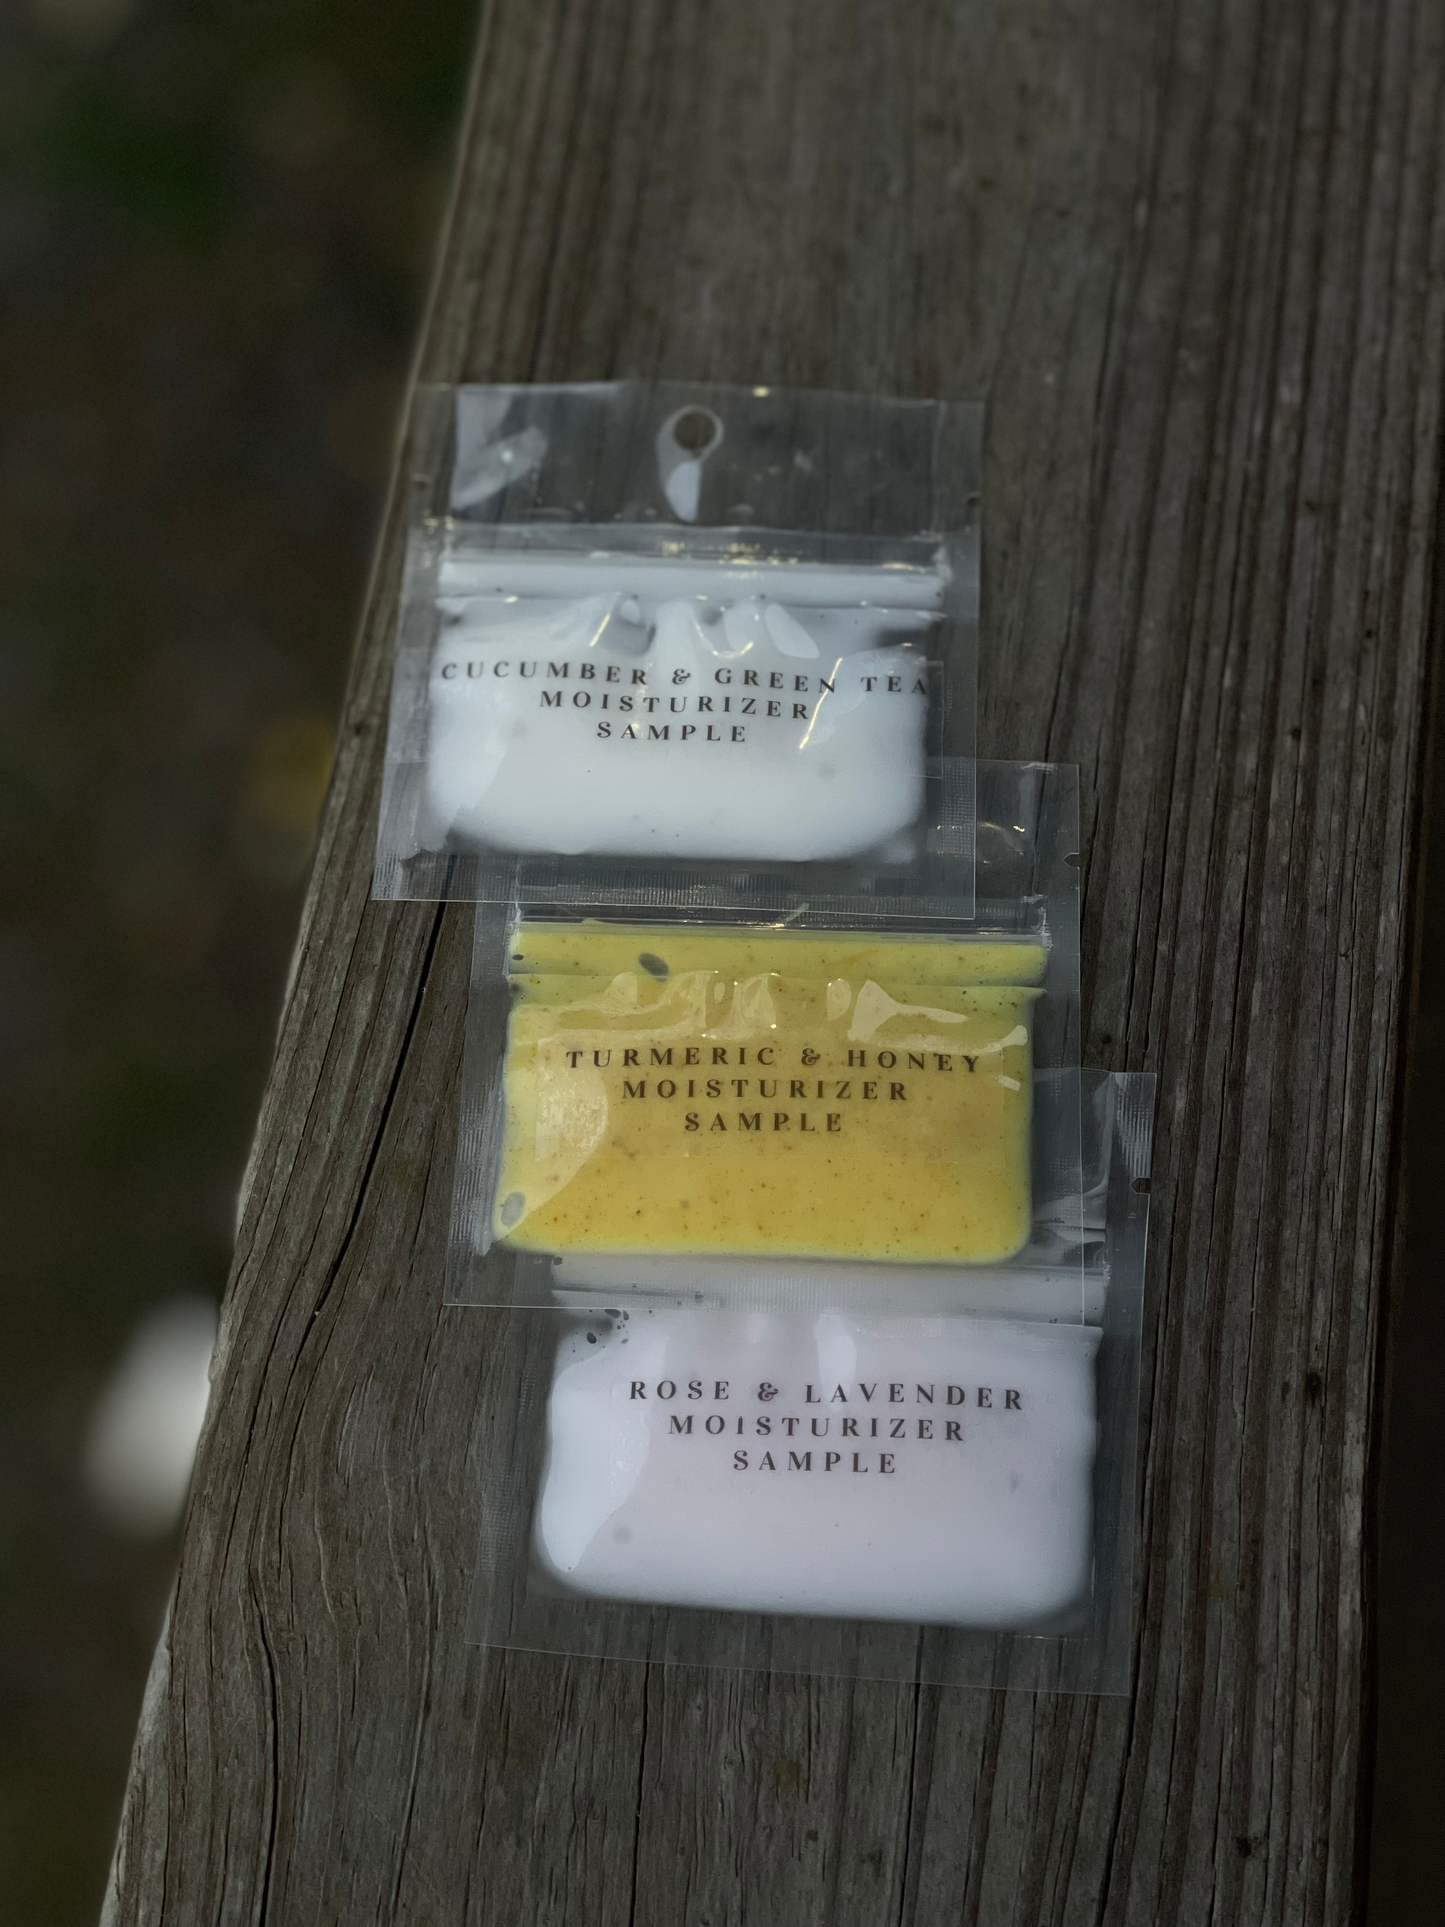 CUCUMBER & GREEN TEA
MOISTURIZER
SAMPLE
TURMERIC & HONEY
MOISTURIZER
SAMPLE
ROSE & LAVENDER
MOISTURIZER
SAMPLE